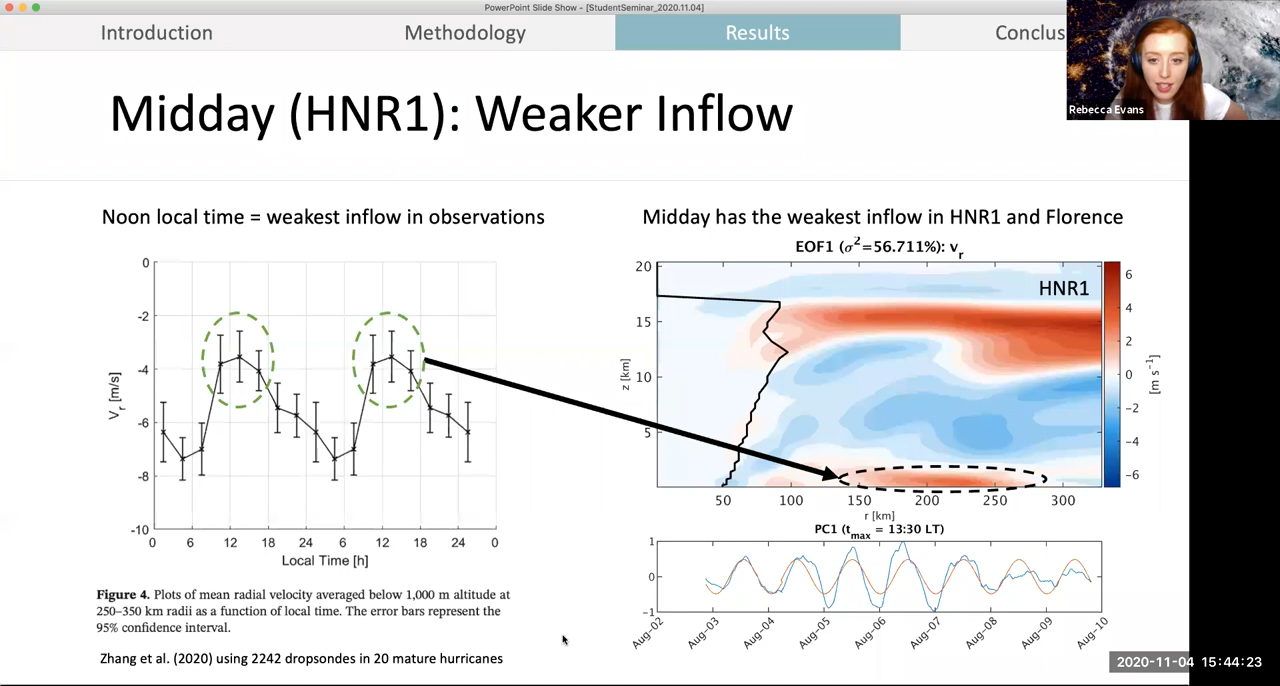 PowerPoint Slide Show - [StudentSeminar_2020.11.04]
Introduction
Methodology
Results
Conclus
Rebecca Evans
Midday (HNR1): Weaker Inflow
Noon local time = weakest inflow in observations
0
-2
-4
-6
-8
-10
V_r [m/s]
0 6 12 18 24 6 12 18 24 0
Local Time [h]
Figure 4. Plots of mean radial velocity averaged below 1,000 m altitude at
250–350 km radii as a function of local time. The error bars represent the
95% confidence interval.
Zhang et al. (2020) using 2242 dropsondes in 20 mature hurricanes
Midday has the weakest inflow in HNR1 and Florence
EOF1 (σ²=56.711%): v_r
HNR1
20
15
10
5
z [km]
50 100 150 200 250 300
r [km]
6
4
2
0
−2
−4
−6
[m s⁻¹]
PC1 (t_max = 13:30 LT)
1
0
−1
Aug-02 Aug-03 Aug-04 Aug-05 Aug-06 Aug-07 Aug-08 Aug-09 Aug-10
2020-11-04 15:44:23